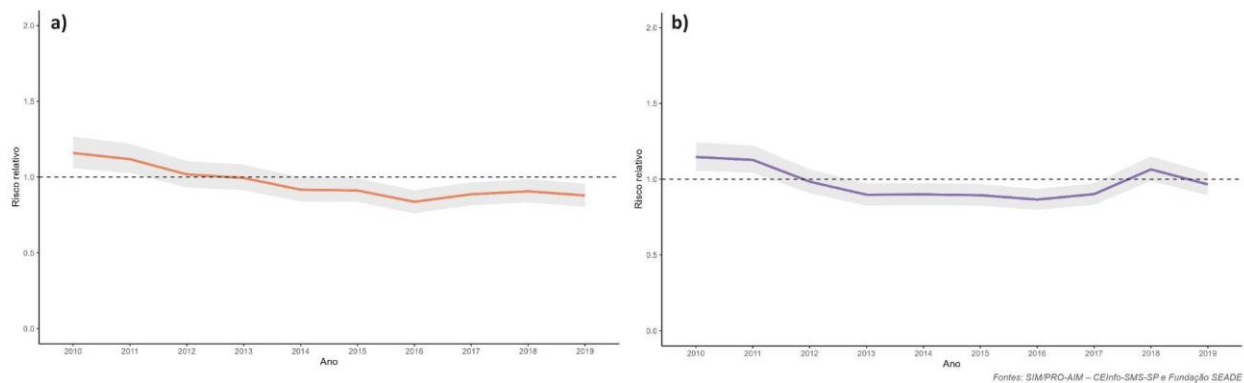 a)
2.0
1.5
1.0
0.5
0.0
Risco relativo
2010 2011 2012 2013 2014 2015 2016 2017 2018 2019
Ano
b)
2.0
1.5
1.0
0.5
0.0
Risco relativo
2010 2011 2012 2013 2014 2015 2016 2017 2018 2019
Ano
Fontes: SIM/PRO-AIM – CEInfo-SMS-SP e Fundação SEADE